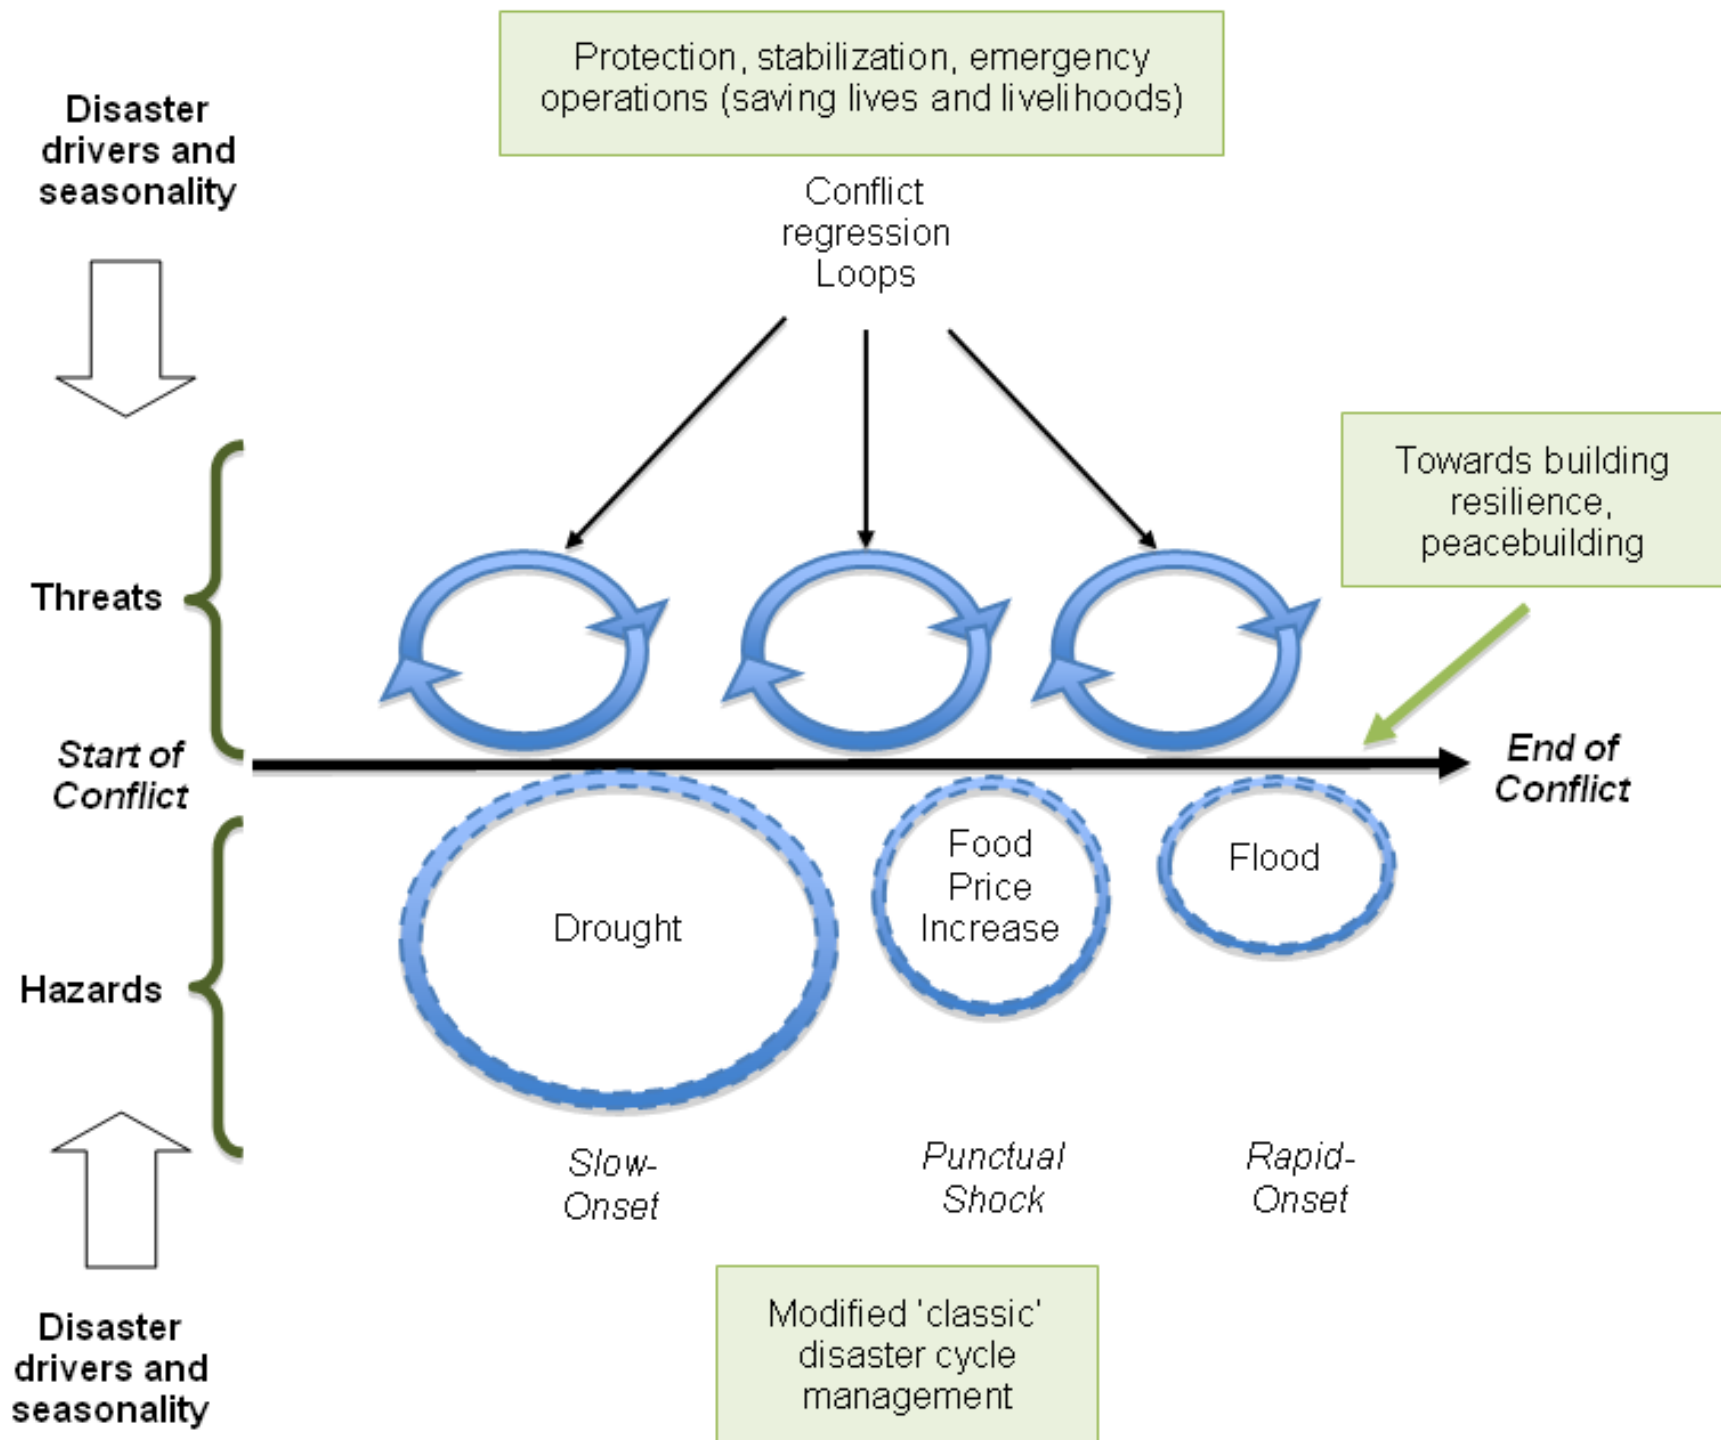 Protection, stabilization, emergency
operations (saving lives and livelihoods)
Disaster
drivers and
seasonality
Conflict
regression
Loops
Towards building
resilience,
peacebuilding
Threats
Start of
Conflict
End of
Conflict
Food
Price
Increase
Flood
Drought
Hazards
Slow-
Onset
Punctual
Shock
Rapid-
Onset
Modified 'classic'
disaster cycle
management
Disaster
drivers and
seasonality